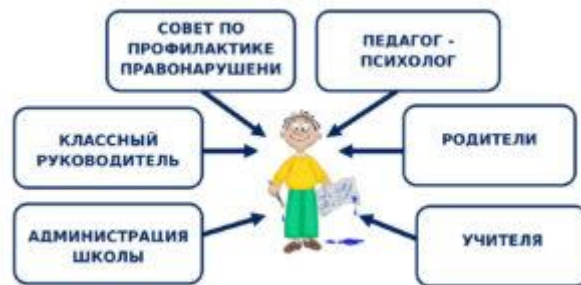 СОВЕТ ПО
ПРОФИЛАКТИКЕ
ПРАВОНАРУШЕНИ
ПЕДАГОГ -
ПСИХОЛОГ
КЛАССНЫЙ
РУКОВОДИТЕЛЬ
РОДИТЕЛИ
АДМИНИСТРАЦИЯ
ШКОЛЫ
УЧИТЕЛЯ